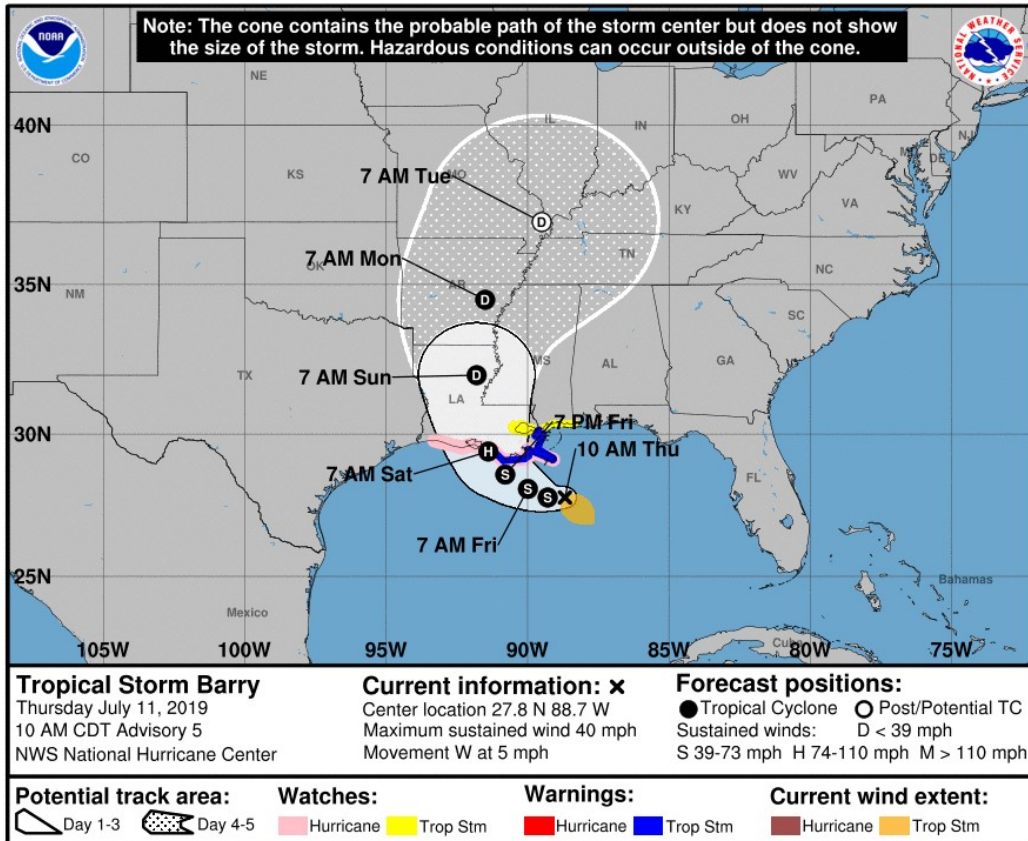 Note: The cone contains the probable path of the storm center but does not show
the size of the storm. Hazardous conditions can occur outside of the cone.
NOAA
NATIONAL WEATHER SERVICE
NE
IL
IN
OH
PA
NJ
MD
DE
40N
CO
KS
MO
WV
VA
KY
7 AM Tue
TN
NC
7 AM Mon
OK
AR
35N
NM
SC
MS
AL
GA
7 AM Sun
TX
LA
7 PM Fri
30N
10 AM Thu
7 AM Sat
FL
7 AM Fri
25N
Bahamas
Mexico
Cuba
105W
95W
90W
85W
80W
75W
D
D
D
H
S
S
S
Tropical Storm Barry
Thursday July 11, 2019
10 AM CDT Advisory 5
NWS National Hurricane Center
Current information: ×
Center location 27.8 N 88.7 W
Maximum sustained wind 40 mph
Movement W at 5 mph
Forecast positions:
Tropical Cyclone Post/Potential TC
Sustained winds: D < 39 mph
S 39-73 mph H 74-110 mph M > 110 mph
Potential track area:
Day 1-3 Day 4-5
Watches:
Hurricane Trop Stm
Warnings:
Hurricane Trop Stm
Current wind extent:
Hurricane Trop Stm